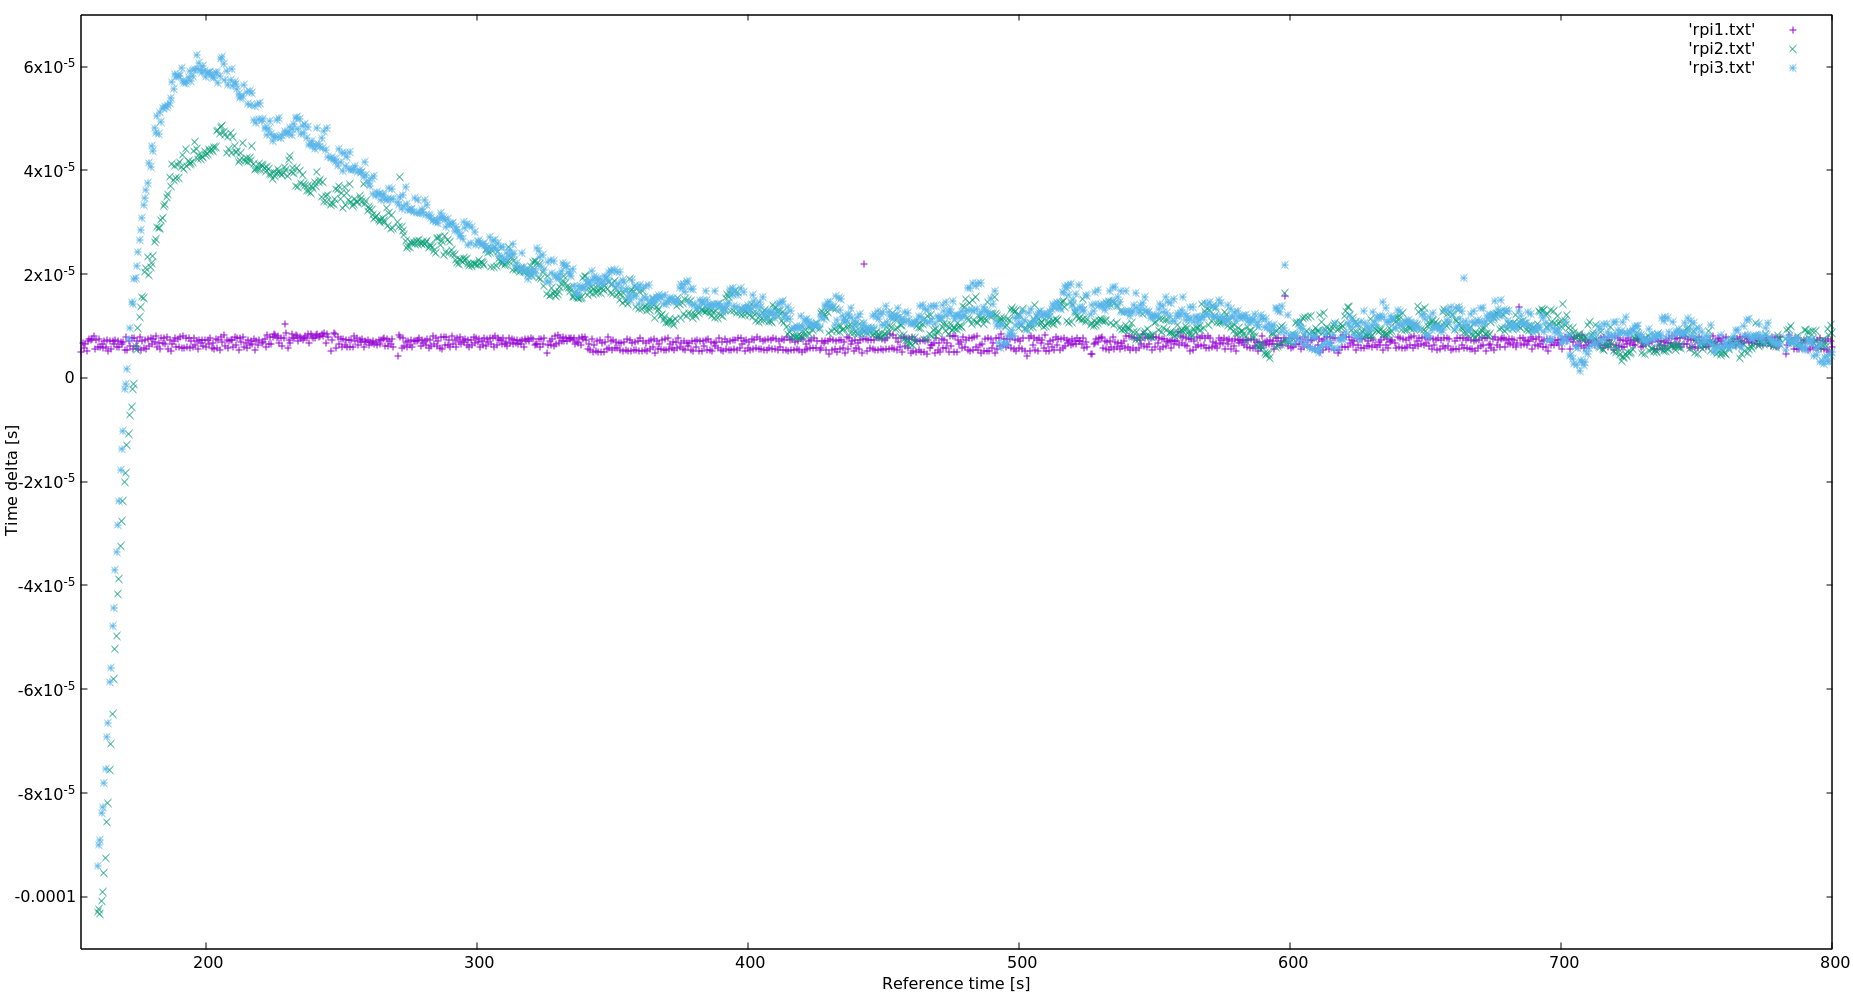 'rpi1.txt'
'rpi2.txt'
'rpi3.txt'
6x10⁻⁵
4x10⁻⁵
2x10⁻⁵
0
-2x10⁻⁵
-4x10⁻⁵
-6x10⁻⁵
-8x10⁻⁵
-0.0001
Time delta [s]
200 300 400 500 600 700 800
Reference time [s]